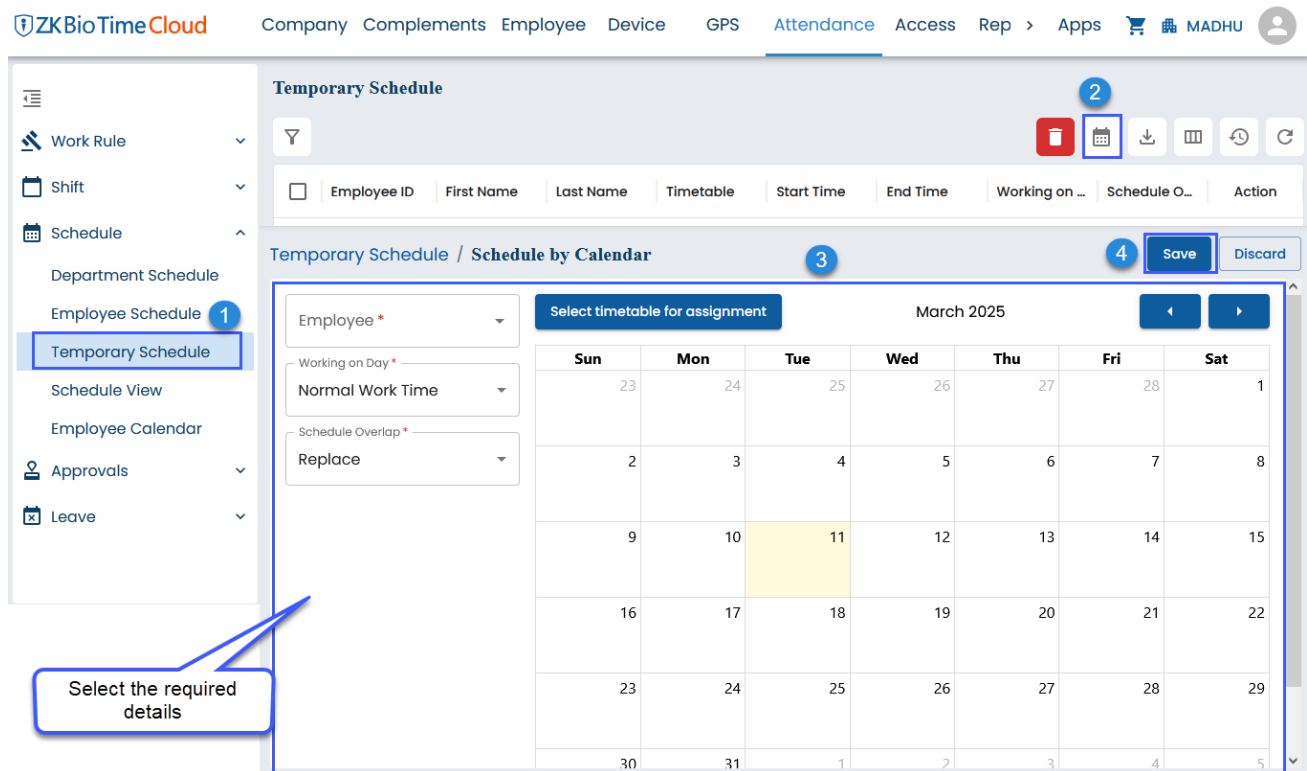 ZKBioTime Cloud
Company Complements Employee Device GPS Attendance Access Rep > Apps MADHU
Temporary Schedule
2
Work Rule
Shift
Schedule
Department Schedule
Employee Schedule
1
Temporary Schedule
Schedule View
Employee Calendar
Approvals
Leave
Employee ID First Name Last Name Timetable Start Time End Time Working on ... Schedule O... Action
Temporary Schedule / Schedule by Calendar
3
4
Save Discard
Employee *
Working on Day *
Normal Work Time
Schedule Overlap *
Replace
Select timetable for assignment
March 2025
Sun Mon Tue Wed Thu Fri Sat
23 24 25 26 27 28 1
2 3 4 5 6 7 8
9 10 11 12 13 14 15
16 17 18 19 20 21 22
23 24 25 26 27 28 29
30 31 1 2 3 4 5
Select the required
details